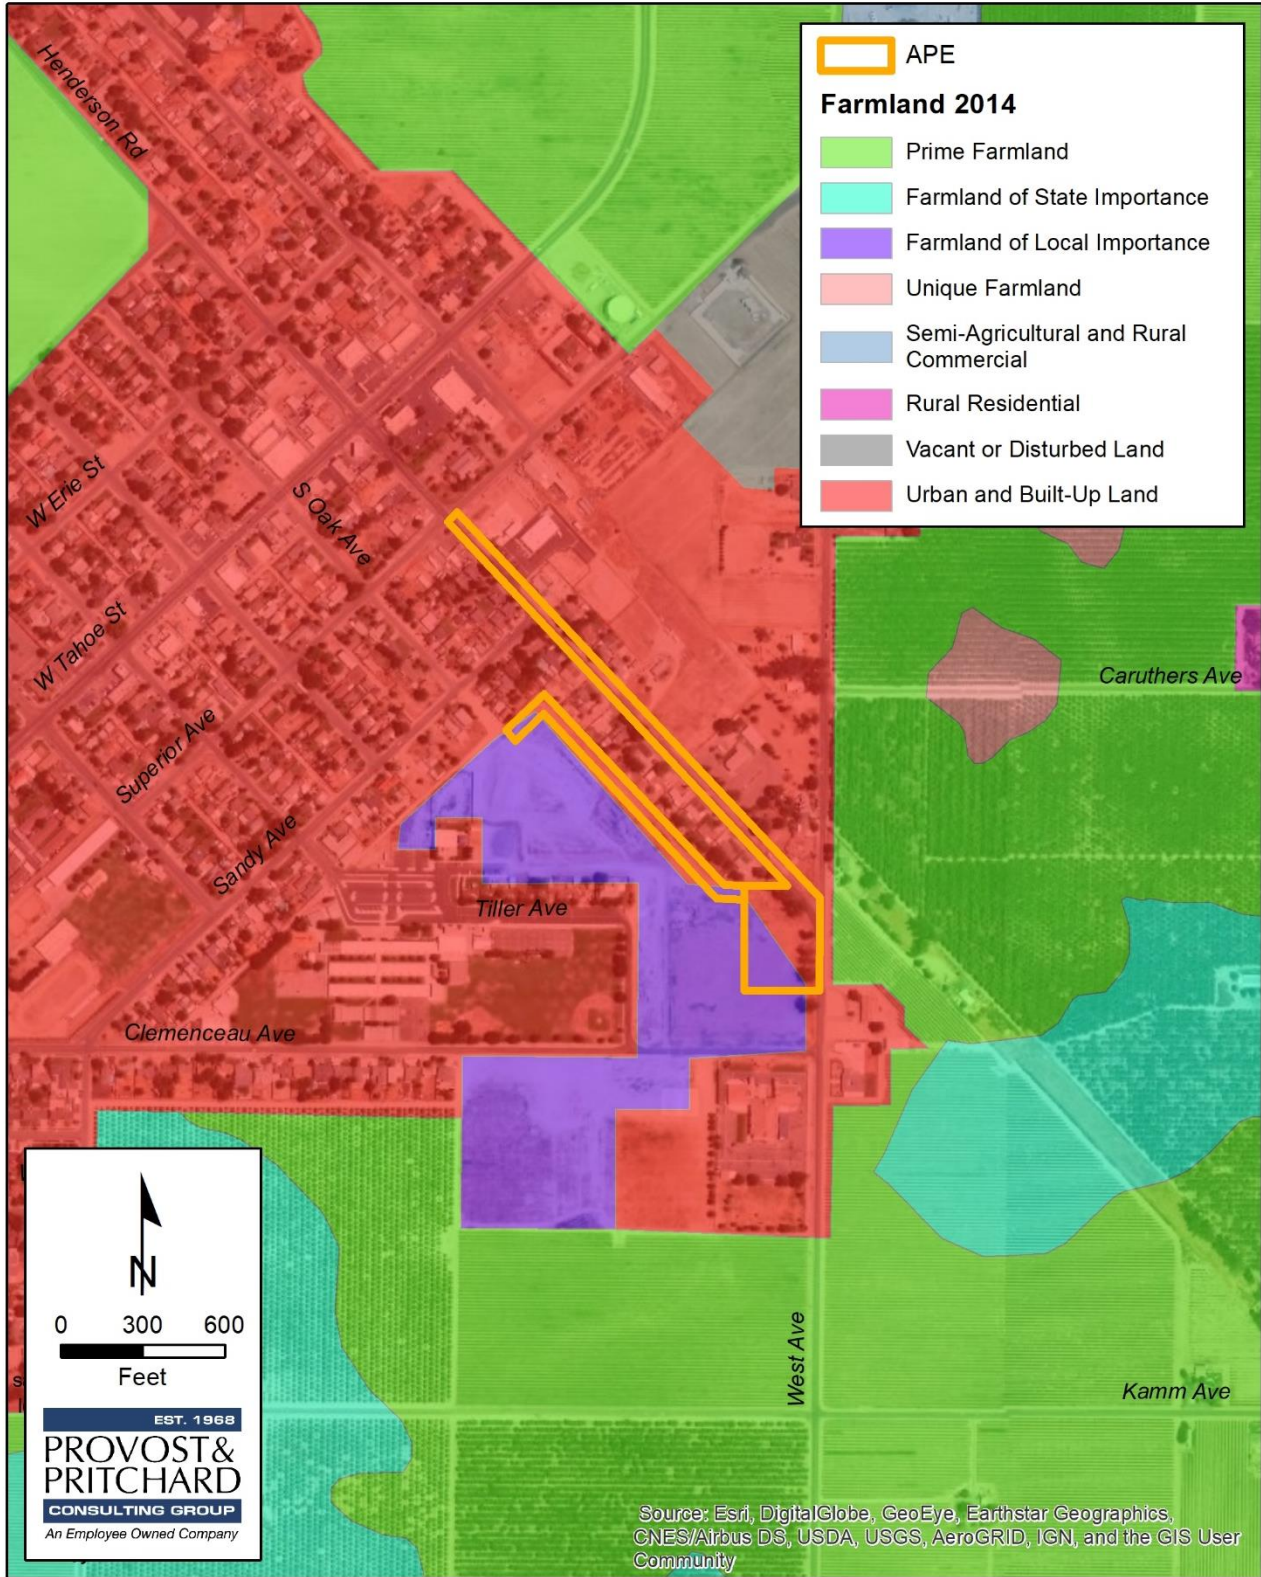 APE
Farmland 2014
Prime Farmland
Farmland of State Importance
Farmland of Local Importance
Unique Farmland
Semi-Agricultural and Rural
Commercial
Rural Residential
Vacant or Disturbed Land
Urban and Built-Up Land
Henderson Rd
W Erie St
S Oak Ave
W Tahoe St
Caruthers Ave
Superior Ave
Sandy Ave
Tiller Ave
Clemenceau Ave
West Ave
Kamm Ave
N
0 300 600
Feet
EST. 1968
PROVOST&
PRITCHARD
CONSULTING GROUP
An Employee Owned Company
Source: Esri, DigitalGlobe, GeoEye, Earthstar Geographics,
CNES/Airbus DS, USDA, USGS, AeroGRID, IGN, and the GIS User
Community